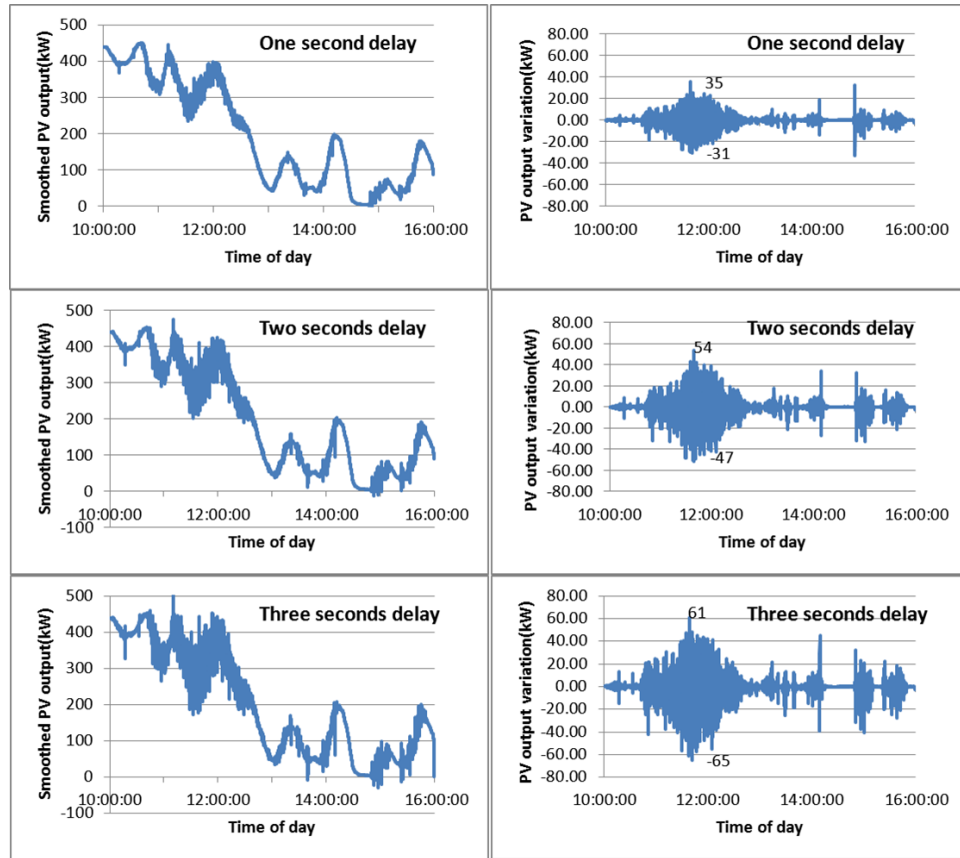 One second delay
Smoothed PV output(kW)
500
400
300
200
100
0
10:00:00 12:00:00 14:00:00 16:00:00
Time of day
One second delay
PV output variation(kW)
80.00
60.00
40.00
20.00
0.00
-20.00
-40.00
-60.00
-80.00
35
-31
10:00:00 12:00:00 14:00:00 16:00:00
Time of day
Two seconds delay
Smoothed PV output(kW)
500
400
300
200
100
0
-100
10:00:00 12:00:00 14:00:00 16:00:00
Time of day
Two seconds delay
PV output variation(kW)
80.00
60.00
40.00
20.00
0.00
-20.00
-40.00
-60.00
-80.00
54
-47
10:00:00 12:00:00 14:00:00 16:00:00
Time of day
Three seconds delay
Smoothed PV output(kW)
500
400
300
200
100
0
-100
10:00:00 12:00:00 14:00:00 16:00:00
Time of day
Three seconds delay
PV output variation(kW)
80.00
60.00
40.00
20.00
0.00
-20.00
-40.00
-60.00
-80.00
61
-65
10:00:00 12:00:00 14:00:00 16:00:00
Time of day